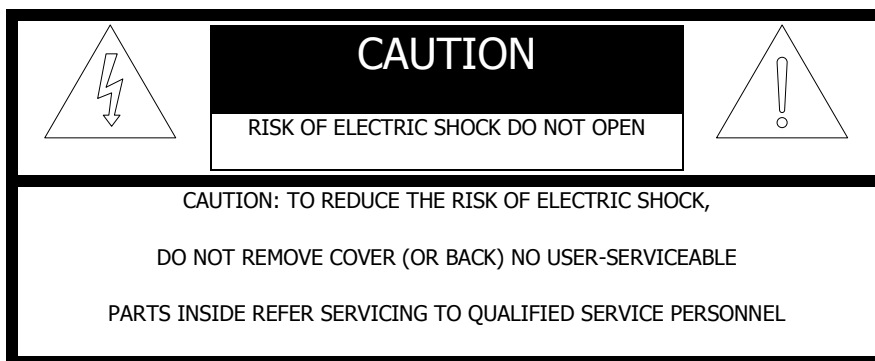 CAUTION
RISK OF ELECTRIC SHOCK DO NOT OPEN
CAUTION: TO REDUCE THE RISK OF ELECTRIC SHOCK,
DO NOT REMOVE COVER (OR BACK) NO USER-SERVICEABLE
PARTS INSIDE REFER SERVICING TO QUALIFIED SERVICE PERSONNEL